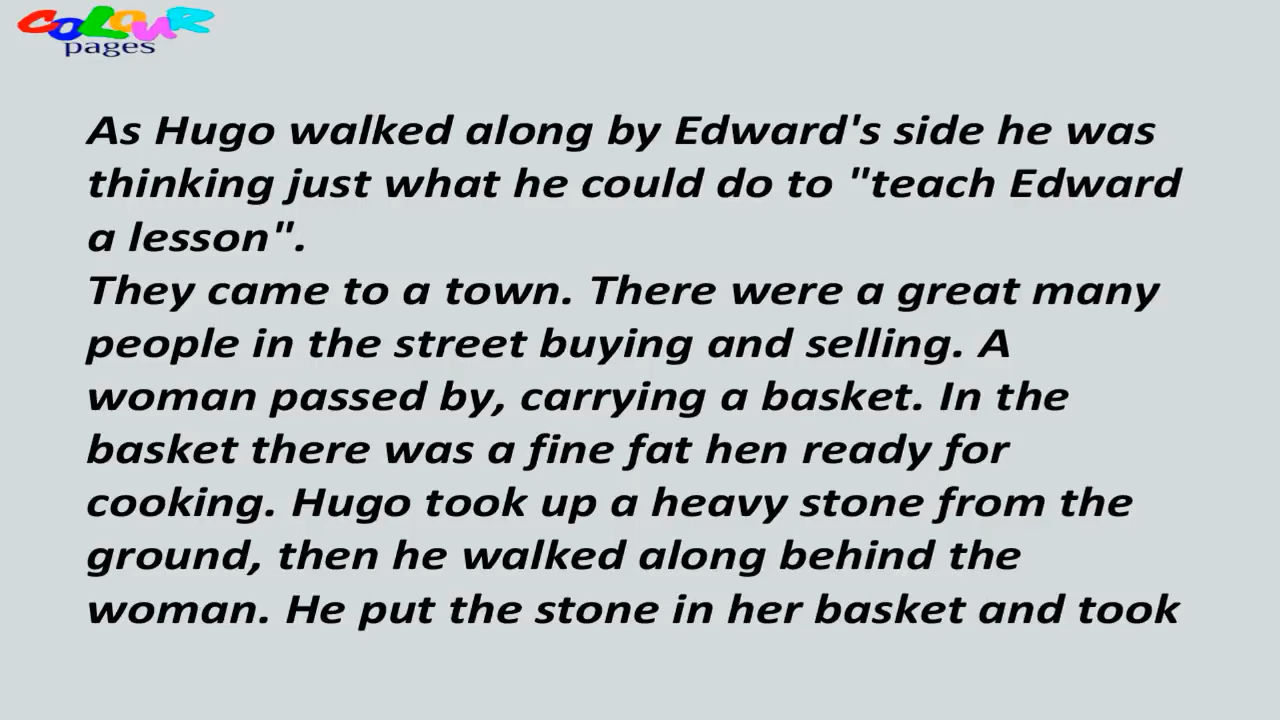 COLOUR
pages
As Hugo walked along by Edward's side he was
thinking just what he could do to "teach Edward
a lesson".
They came to a town. There were a great many
people in the street buying and selling. A
woman passed by, carrying a basket. In the
basket there was a fine fat hen ready for
cooking. Hugo took up a heavy stone from the
ground, then he walked along behind the
woman. He put the stone in her basket and took